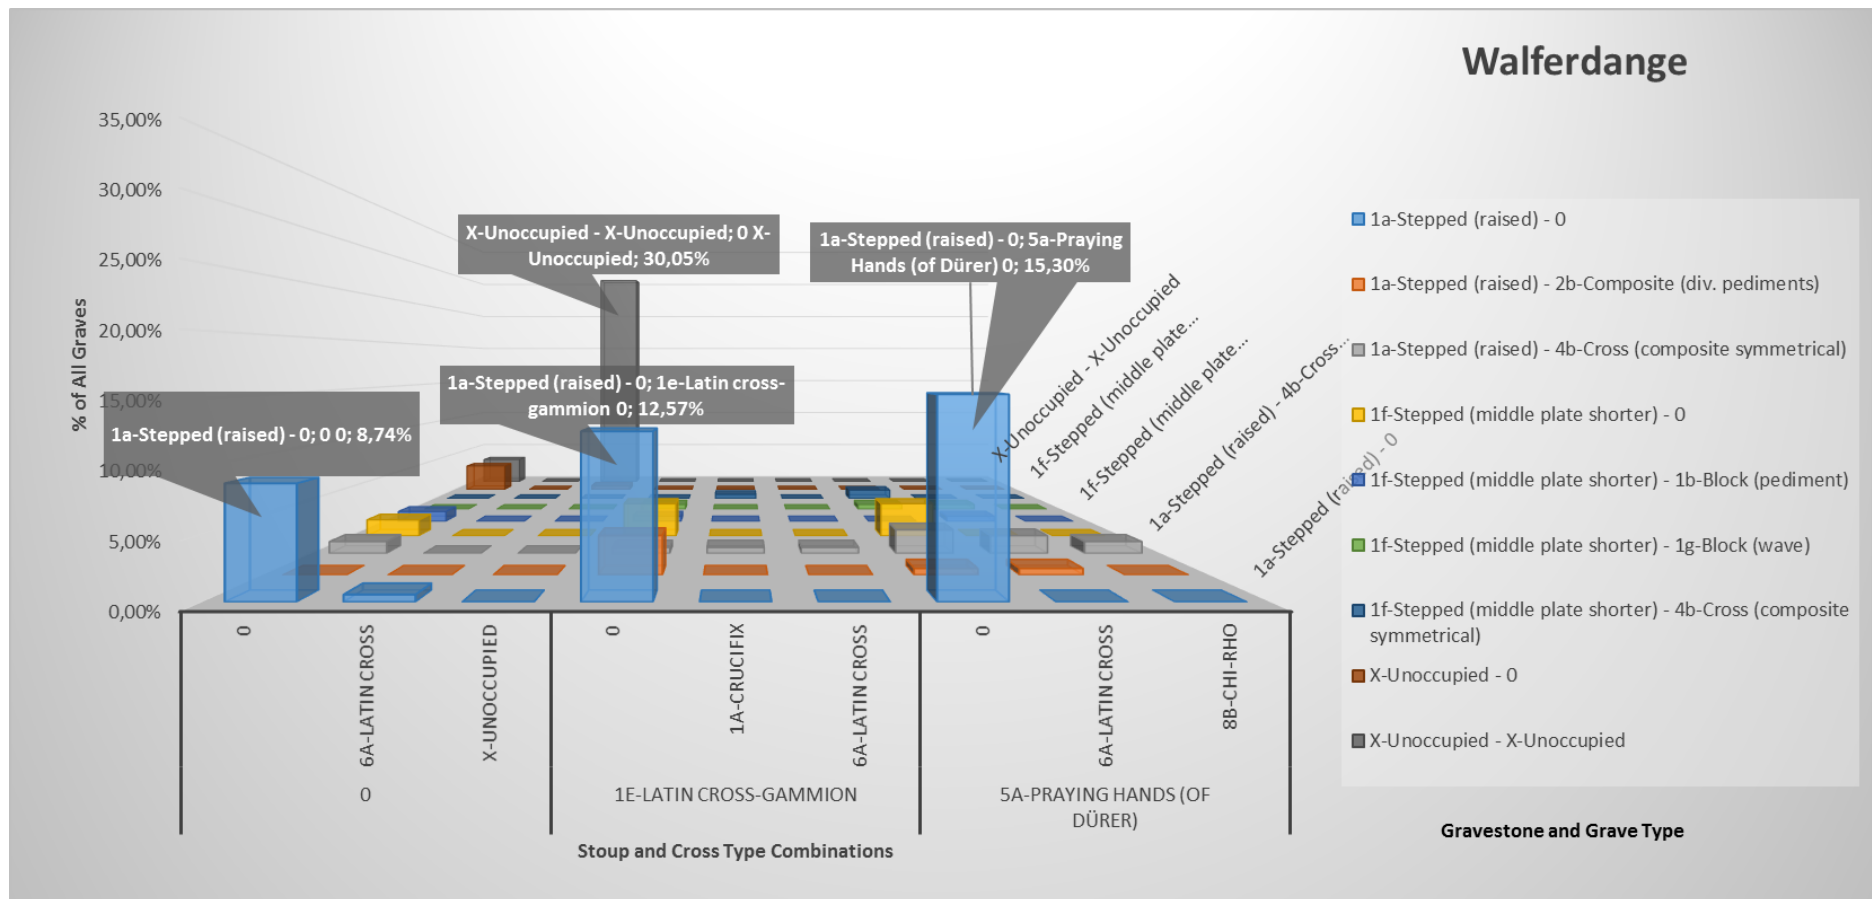 Walferdange
35,00%
30,00%
25,00%
20,00%
15,00%
10,00%
5,00%
0,00%
% of All Graves
X-Unoccupied - X-Unoccupied; 0 X-
Unoccupied; 30,05%
1a-Stepped (raised) - 0; 5a-Praying
Hands (of Dürer) 0; 15,30%
1a-Stepped (raised) - 0; 1e-Latin cross-
gammion 0; 12,57%
1a-Stepped (raised) - 0; 0 0; 8,74%
X-Unoccupied - X-Unoccupied
1f-Stepped (middle plate...
1f-Stepped (middle plate...
1a-Stepped (raised) - 4b-Cross...
1a-Stepped (raised) - 0
0
6A-LATIN CROSS
X-UNOCCUPIED
0
1A-CRUCIFIX
6A-LATIN CROSS
0
6A-LATIN CROSS
8B-CHI-RHO
0
1E-LATIN CROSS-GAMMION
5A-PRAYING HANDS (OF
DÜRER)
Stoup and Cross Type Combinations
1a-Stepped (raised) - 0
1a-Stepped (raised) - 2b-Composite (div. pediments)
1a-Stepped (raised) - 4b-Cross (composite symmetrical)
1f-Stepped (middle plate shorter) - 0
1f-Stepped (middle plate shorter) - 1b-Block (pediment)
1f-Stepped (middle plate shorter) - 1g-Block (wave)
1f-Stepped (middle plate shorter) - 4b-Cross (composite
symmetrical)
X-Unoccupied - 0
X-Unoccupied - X-Unoccupied
Gravestone and Grave Type